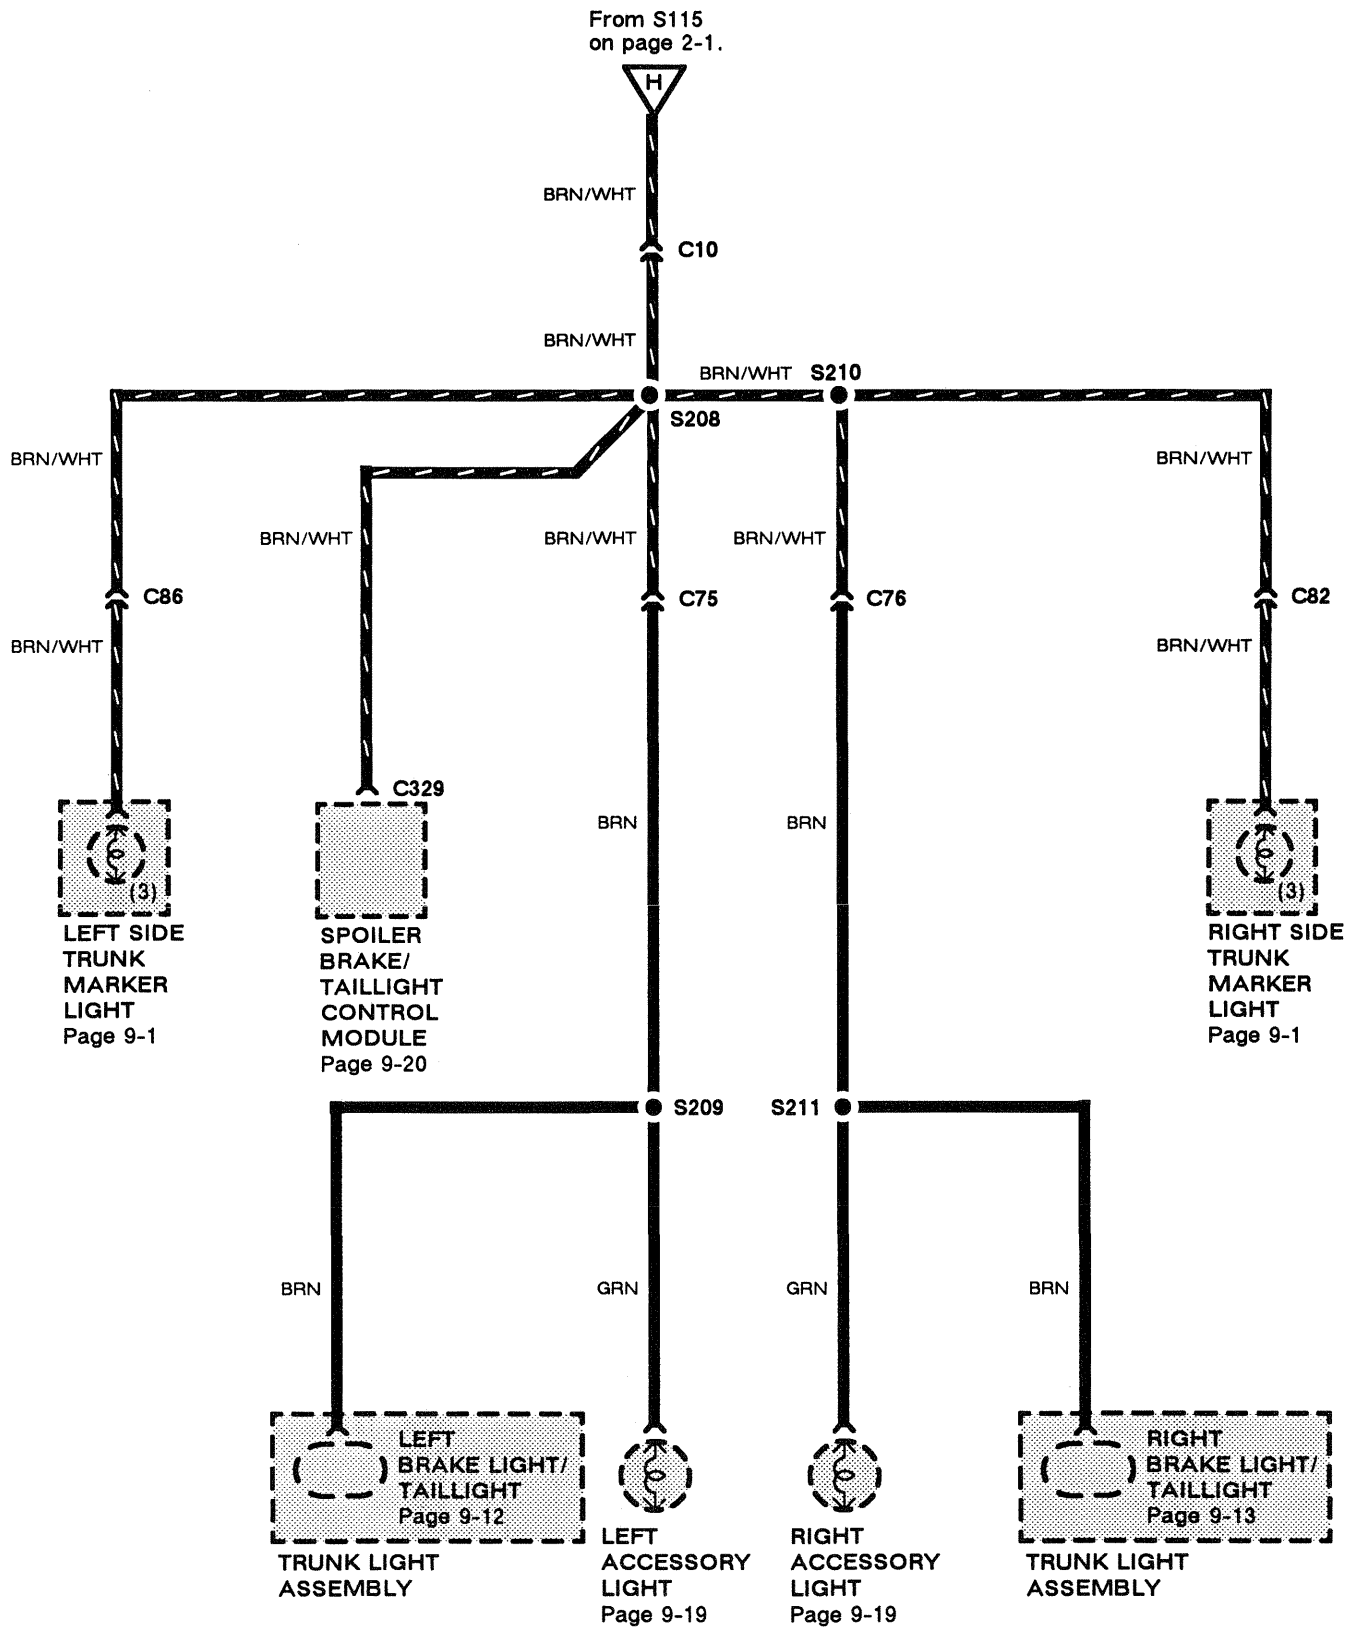 From S115
on page 2-1.
H
BRN/WHT
C10
BRN/WHT
BRN/WHT
S210
S208
BRN/WHT
BRN/WHT
BRN/WHT
BRN/WHT
BRN/WHT
C86
C75
C76
C82
BRN/WHT
BRN/WHT
C329
BRN
BRN
(3)
(3)
LEFT SIDE
TRUNK
MARKER
LIGHT
Page 9-1
SPOILER
BRAKE/
TAILLIGHT
CONTROL
MODULE
Page 9-20
RIGHT SIDE
TRUNK
MARKER
LIGHT
Page 9-1
S209
S211
BRN
GRN
GRN
BRN
LEFT
BRAKE LIGHT/
TAILLIGHT
Page 9-12
TRUNK LIGHT
ASSEMBLY
LEFT
ACCESSORY
LIGHT
Page 9-19
RIGHT
ACCESSORY
LIGHT
Page 9-19
RIGHT
BRAKE LIGHT/
TAILLIGHT
Page 9-13
TRUNK LIGHT
ASSEMBLY